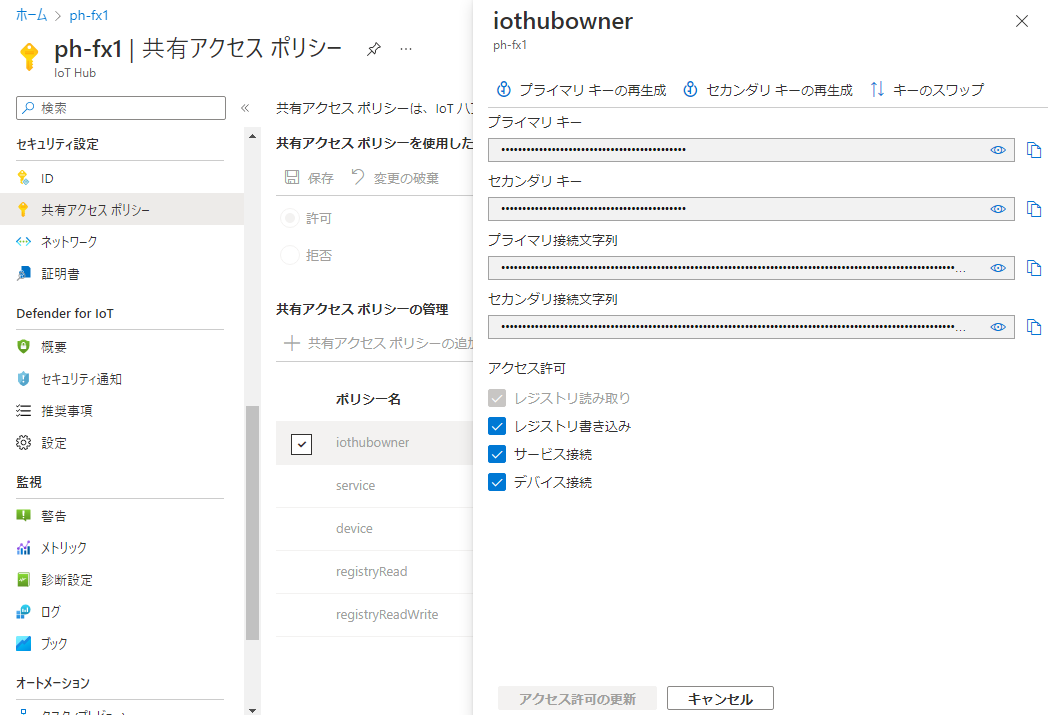 ホーム > ph-fx1
ph-fx1 | 共有アクセス ポリシー ...
IoT Hub
検索
«
セキュリティ設定
ID
共有アクセス ポリシー
ネットワーク
証明書
Defender for IoT
概要
セキュリティ通知
推奨事項
設定
監視
警告
メトリック
診断設定
ログ
ブック
オートメーション
共有アクセス ポリシーは、IoT ハ
共有アクセス ポリシーを使用した
保存 変更の破棄
許可
拒否
共有アクセス ポリシーの管理
共有アクセス ポリシーの追加
ポリシー名
iothubowner
service
device
registryRead
registryReadWrite
iothubowner
ph-fx1
プライマリ キーの再生成 セカンダリ キーの再生成 キーのスワップ
プライマリ キー
セカンダリ キー
プライマリ接続文字列
セカンダリ接続文字列
アクセス許可
レジストリ読み取り
レジストリ書き込み
サービス接続
デバイス接続
アクセス許可の更新 キャンセル